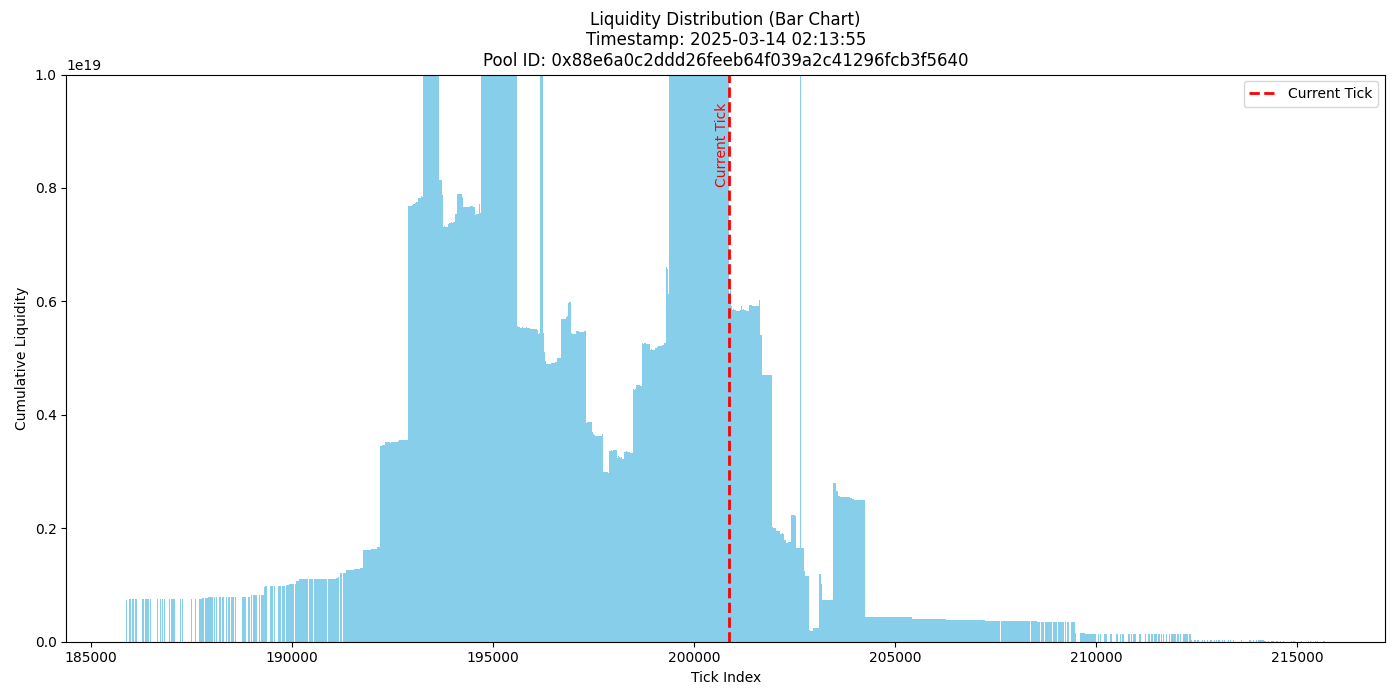 Liquidity Distribution (Bar Chart)
Timestamp: 2025-03-14 02:13:55
Pool ID: 0x88e6a0c2ddd26feeb64f039a2c41296fcb3f5640
1e19
1.0
0.8
0.6
0.4
0.2
0.0
Cumulative Liquidity
Current Tick
Current Tick
185000 190000 195000 200000 205000 210000 215000
Tick Index